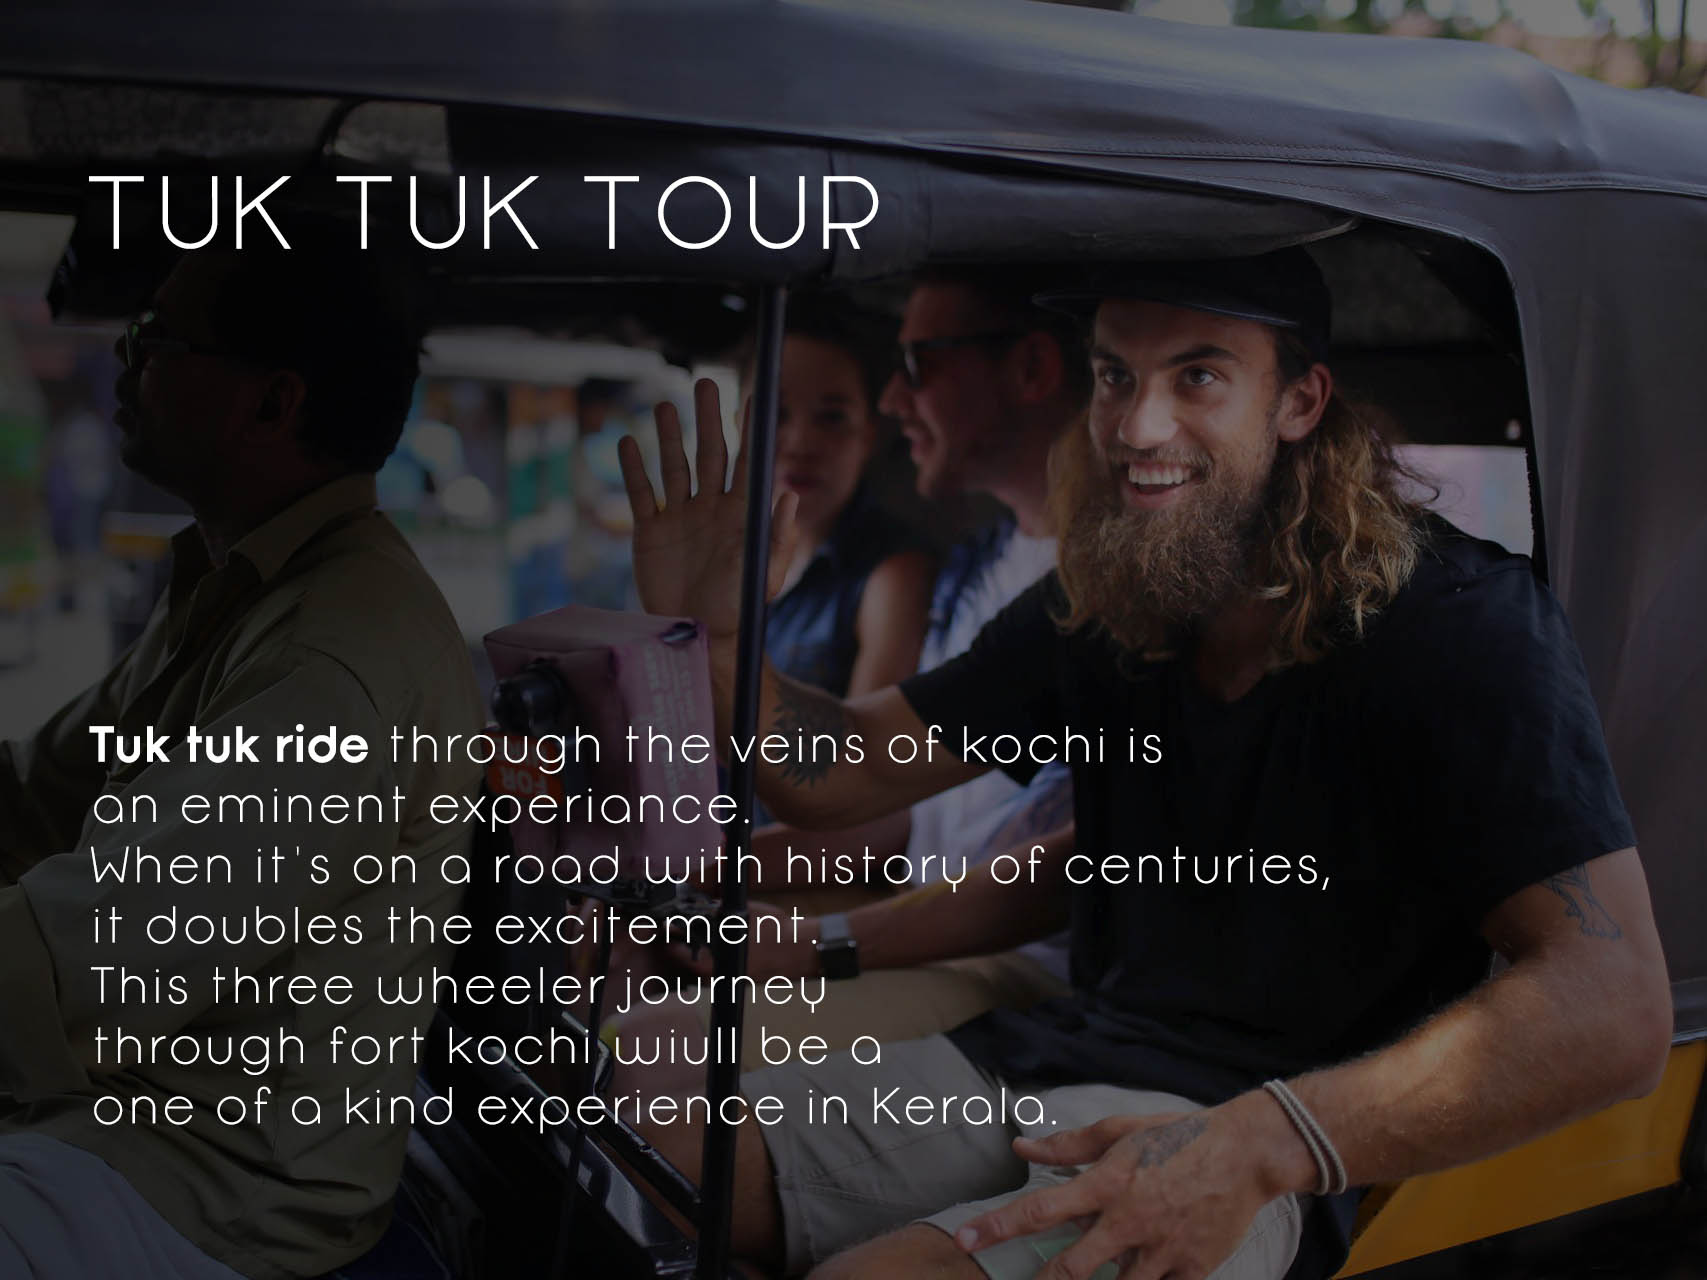 TUK TUK TOUR
Tuk tuk ride through the veins of kochi is
an eminent experiance.
When it's on a road with history of centuries,
it doubles the excitement.
This three wheeler journey
through fort kochi wiull be a
one of a kind experience in Kerala.
FOR